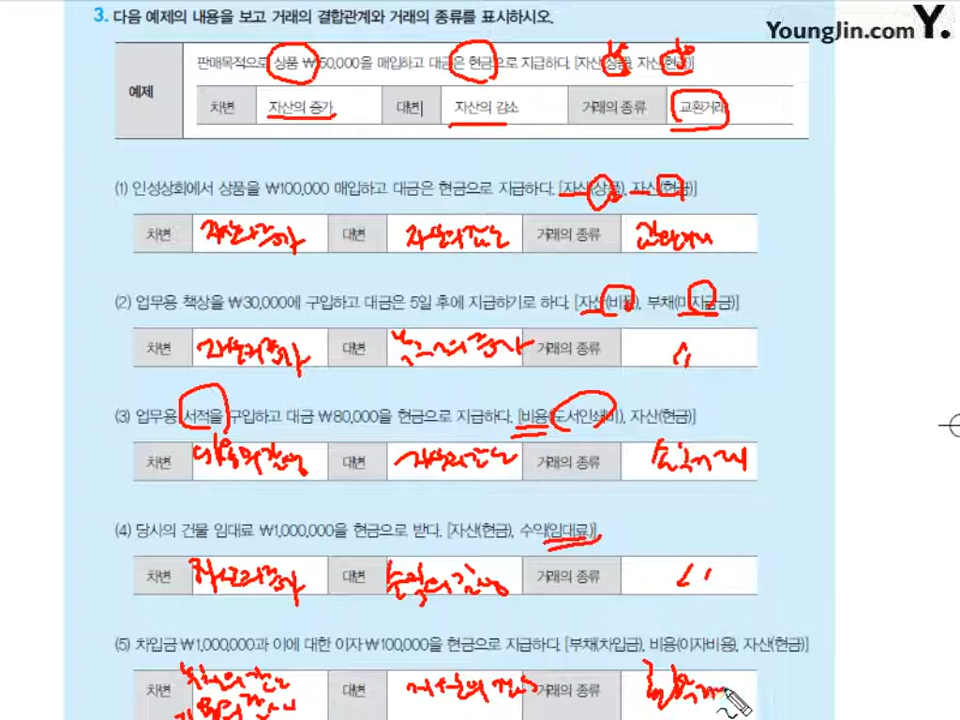 3. 다음 예제의 내용을 보고 거래의 결합관계와 거래의 종류를 표시하시오.
YoungJin.com Y.
예제
판매목적으로 상품 ₩50,000을 매입하고 대금은 현금으로 지급하다. [자산(상품), 자산(현금)]
차변 자산의 증가 대변 자산의 감소 거래의 종류 교환거래
(1) 인성상회에서 상품을 ₩100,000 매입하고 대금은 현금으로 지급하다. [자산(상품), 자산(현금)]
차변 자산의 증가 대변 자산의 감소 거래의 종류 교환거래
(2) 업무용 책상을 ₩30,000에 구입하고 대금은 5일 후에 지급하기로 하다. [자산(비품), 부채(미지급금)]
차변 자산의 증가 대변 부채의 증가 거래의 종류 〃
(3) 업무용 서적을 구입하고 대금 ₩80,000을 현금으로 지급하다. [비용(도서인쇄비), 자산(현금)]
차변 비용의 발생 대변 자산의 감소 거래의 종류 손익거래
(4) 당사의 건물 임대료 ₩1,000,000을 현금으로 받다. [자산(현금), 수익(임대료)]
차변 자산의 증가 대변 수익의 발생 거래의 종류 〃
(5) 차입금 ₩1,000,000과 이에 대한 이자 ₩100,000을 현금으로 지급하다. [부채(차입금), 비용(이자비용), 자산(현금)]
차변 부채의 감소 대변 자산의 감소 거래의 종류
비용의